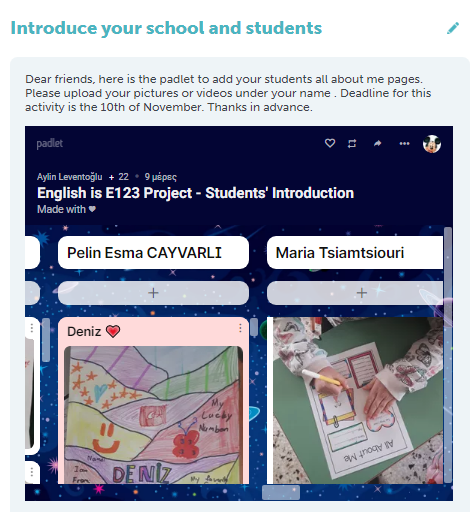 Introduce your school and students
Dear friends, here is the padlet to add your students all about me pages.
Please upload your pictures or videos under your name . Deadline for this
activity is the 10th of November. Thanks in advance.
padlet
Aylin Leventoğlu + 22 • 9 μέρες
English is E123 Project - Students' Introduction
Made with ♥
Pelin Esma CAYVARLI
Maria Tsiamtsiouri
+
+
Deniz ❤️
My
Lucky
Number
Name
I am
From
DENIZ
My favourite
All About Me